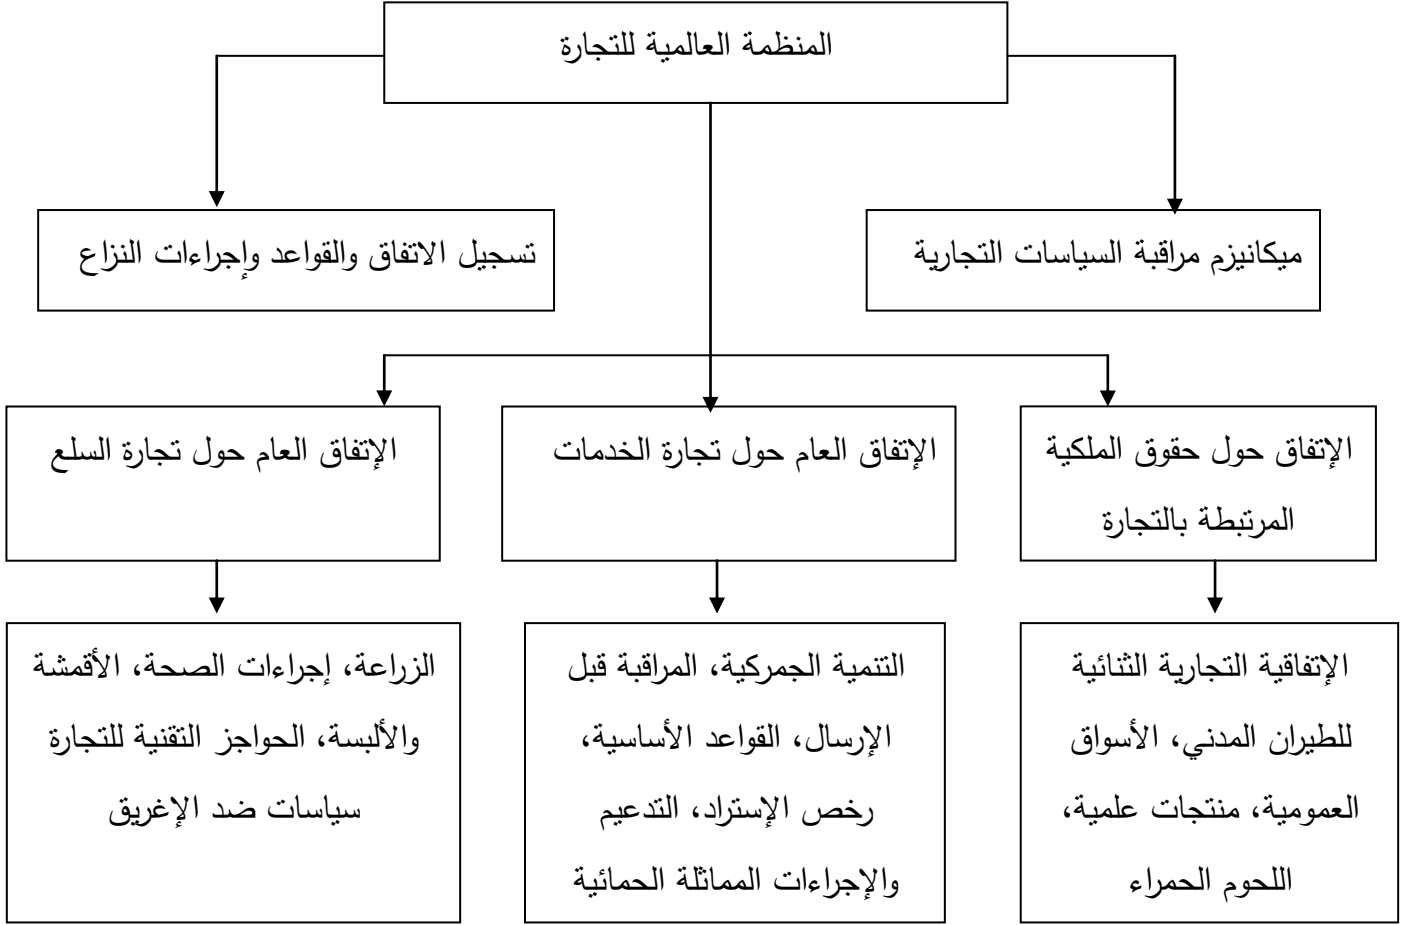 المنظمة العالمية للتجارة
ميكانيزم مراقبة السياسات التجارية
تسجيل الاتفاق والقواعد وإجراءات النزاع
الإتفاق حول حقوق الملكية
المرتبطة بالتجارة
الإتفاق العام حول تجارة الخدمات
الإتفاق العام حول تجارة السلع
الإتفاقية التجارية الثنائية
للطيران المدني، الأسواق
العمومية، منتجات علمية،
اللحوم الحمراء
التنمية الجمركية، المراقبة قبل
الإرسال، القواعد الأساسية،
رخص الإستراد، التدعيم
والإجراءات المماثلة الحمائية
الزراعة، إجراءات الصحة، الأقمشة
والألبسة، الحواجز التقنية للتجارة
سياسات ضد الإغريق